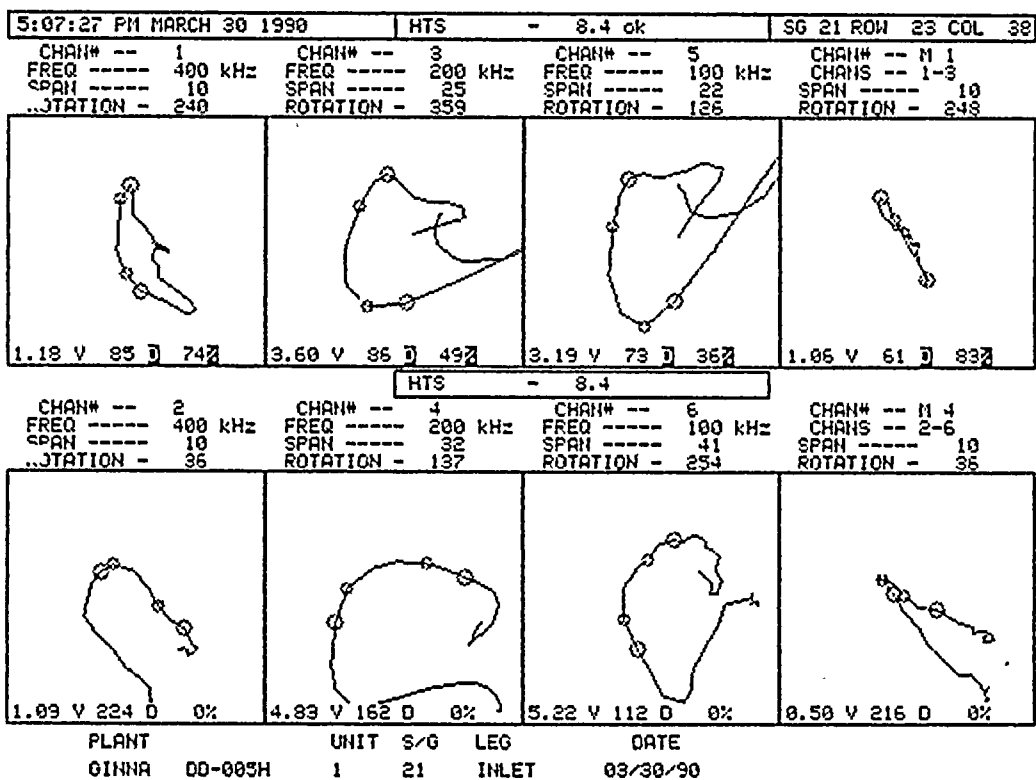 5:07:27 PM MARCH 30 1990 HTS - 8.4 ok SG 21 ROW 23 COL 38
CHAN# -- 1 CHAN# -- 3 CHAN# -- 5 CHAN# -- M 1
FREQ ----- 400 kHz FREQ ----- 200 kHz FREQ ----- 100 kHz CHANS -- 1-3
SPAN ----- 10 SPAN ----- 25 SPAN ----- 22 SPAN ----- 10
..OTATION - 240 ROTATION - 359 ROTATION - 126 ROTATION - 248
1.18 V 85 D 74% 3.60 V 86 D 49% 3.19 V 73 D 36% 1.06 V 61 D 83%
HTS - 8.4
CHAN# -- 2 CHAN# -- 4 CHAN# -- 6 CHAN# -- M 4
FREQ ----- 400 kHz FREQ ----- 200 kHz FREQ ----- 100 kHz CHANS -- 2-6
SPAN ----- 10 SPAN ----- 32 SPAN ----- 41 SPAN ----- 10
..OTATION - 36 ROTATION - 137 ROTATION - 254 ROTATION - 36
1.09 V 224 D 0% 4.83 V 162 D 0% 5.22 V 112 D 0% 0.50 V 216 D 0%
PLANT UNIT S/G LEG DATE
GINNA DD-005H 1 21 INLET 03/30/90